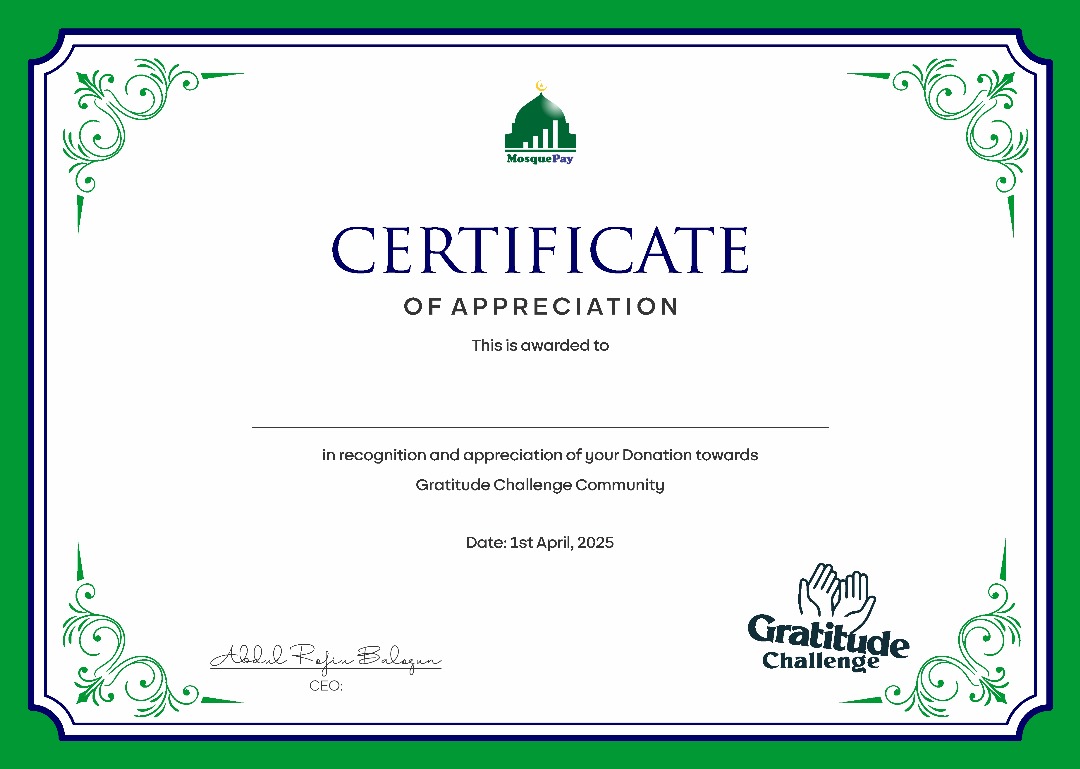 MosquePay
CERTIFICATE
OF APPRECIATION
This is awarded to
in recognition and appreciation of your Donation towards
Gratitude Challenge Community
Date: 1st April, 2025
Gratitude
Challenge
Abdul Rafiu Balogun
CEO: